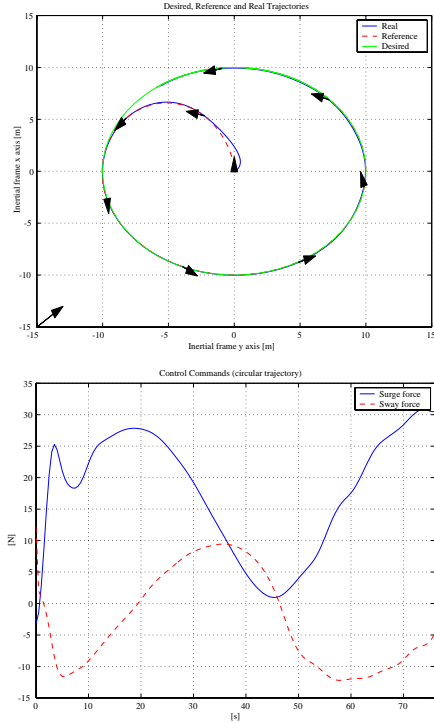 Desired, Reference and Real Trajectories
Real
Reference
Desired
15
10
5
0
-5
-10
-15
Inertial frame x axis [m]
-15 -10 -5 0 5 10 15
Inertial frame y axis [m]
Control Commands (circular trajectory)
Surge force
Sway force
35
30
25
20
15
10
5
0
-5
-10
-15
[N]
0 10 20 30 40 50 60 70
[s]